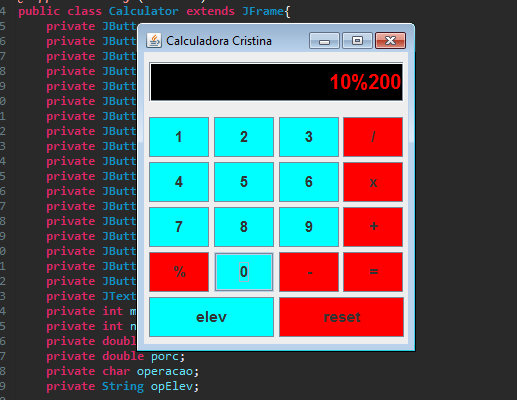 4 public class Calculator extends JFrame{
5 private JButt
6 private JButt
7 private JButt
8 private JButt
9 private JButt
0 private JButt
1 private JButt
2 private JButt
3 private JButt
4 private JButt
5 private JButt
6 private JButt
7 private JButt
8 private JButt
9 private JButt
0 private JButt
1 private JButt
2 private JButt
3 private JText
4 private int m
5 private int n
6 private doubl
7 private double porc;
8 private char operacao;
9 private String opElev;
Calculadora Cristina
10%200
1 2 3 /
4 5 6 x
7 8 9 +
% 0 - =
elev reset